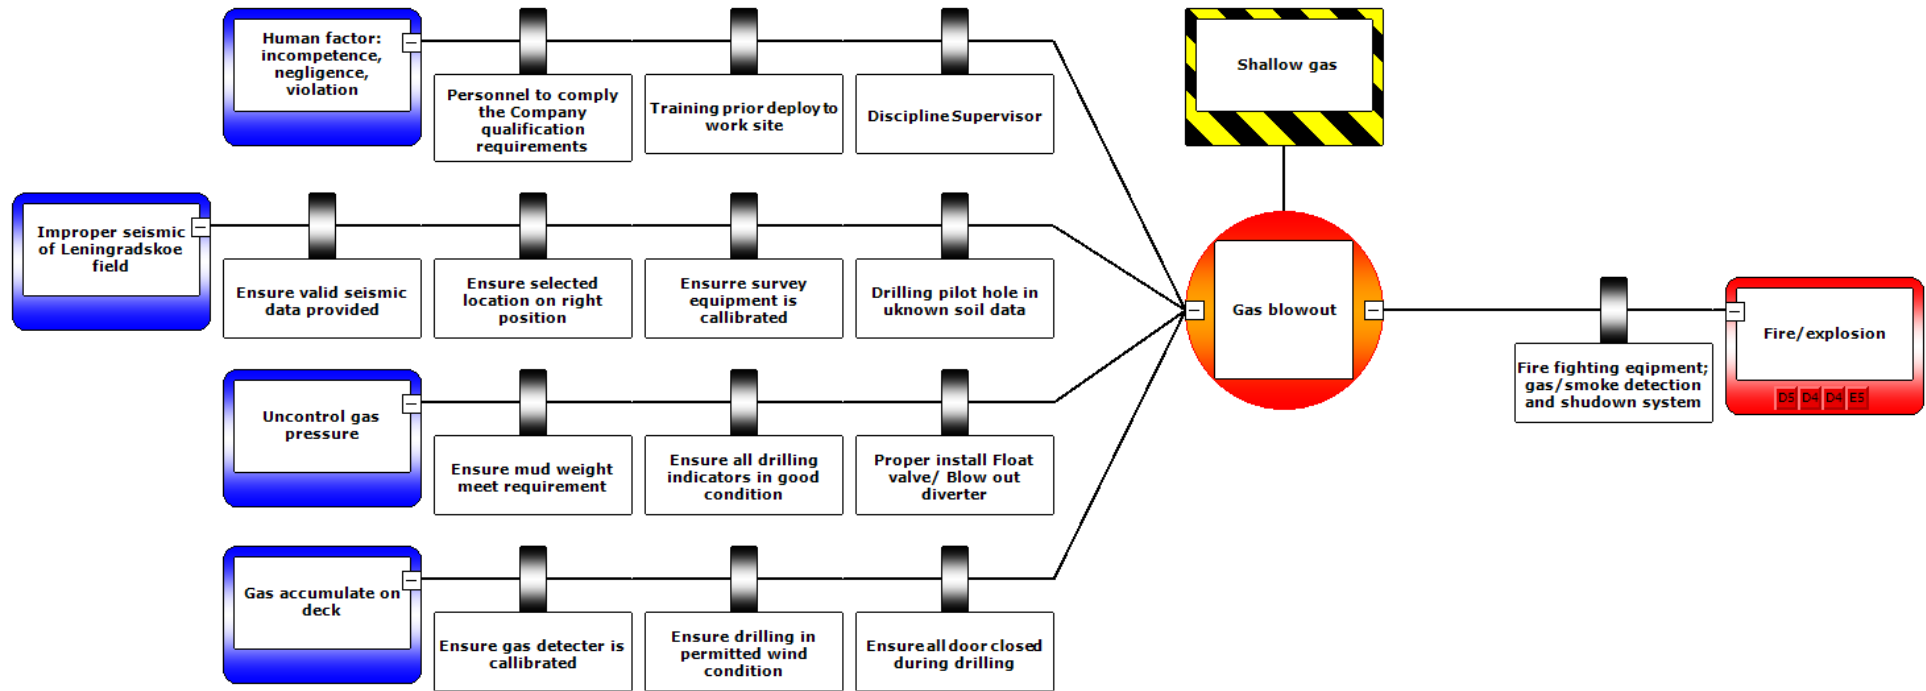 Human factor:
incompetence,
negligence,
violation
Personnel to comply
the Company
qualification
requirements
Training prior deploy to
work site
Discipline Supervisor
Shallow gas
Improper seismic
of Leningradskoe
field
Ensure valid seismic
data provided
Ensure selected
location on right
position
Ensurre survey
equipment is
callibrated
Drilling pilot hole in
uknown soil data
Gas blowout
Fire fighting eqipment;
gas/smoke detection
and shudown system
Fire/explosion
D5 D4 D4 E5
Uncontrol gas
pressure
Ensure mud weight
meet requirement
Ensure all drilling
indicators in good
condition
Proper install Float
valve/ Blow out
diverter
Gas accumulate on
deck
Ensure gas detecter is
callibrated
Ensure drilling in
permitted wind
condition
Ensure all door closed
during drilling